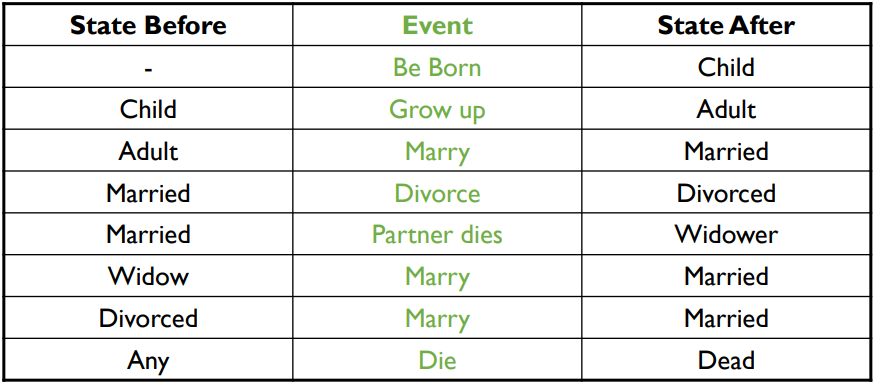 State Before Event State After
- Be Born Child
Child Grow up Adult
Adult Marry Married
Married Divorce Divorced
Married Partner dies Widower
Widow Marry Married
Divorced Marry Married
Any Die Dead